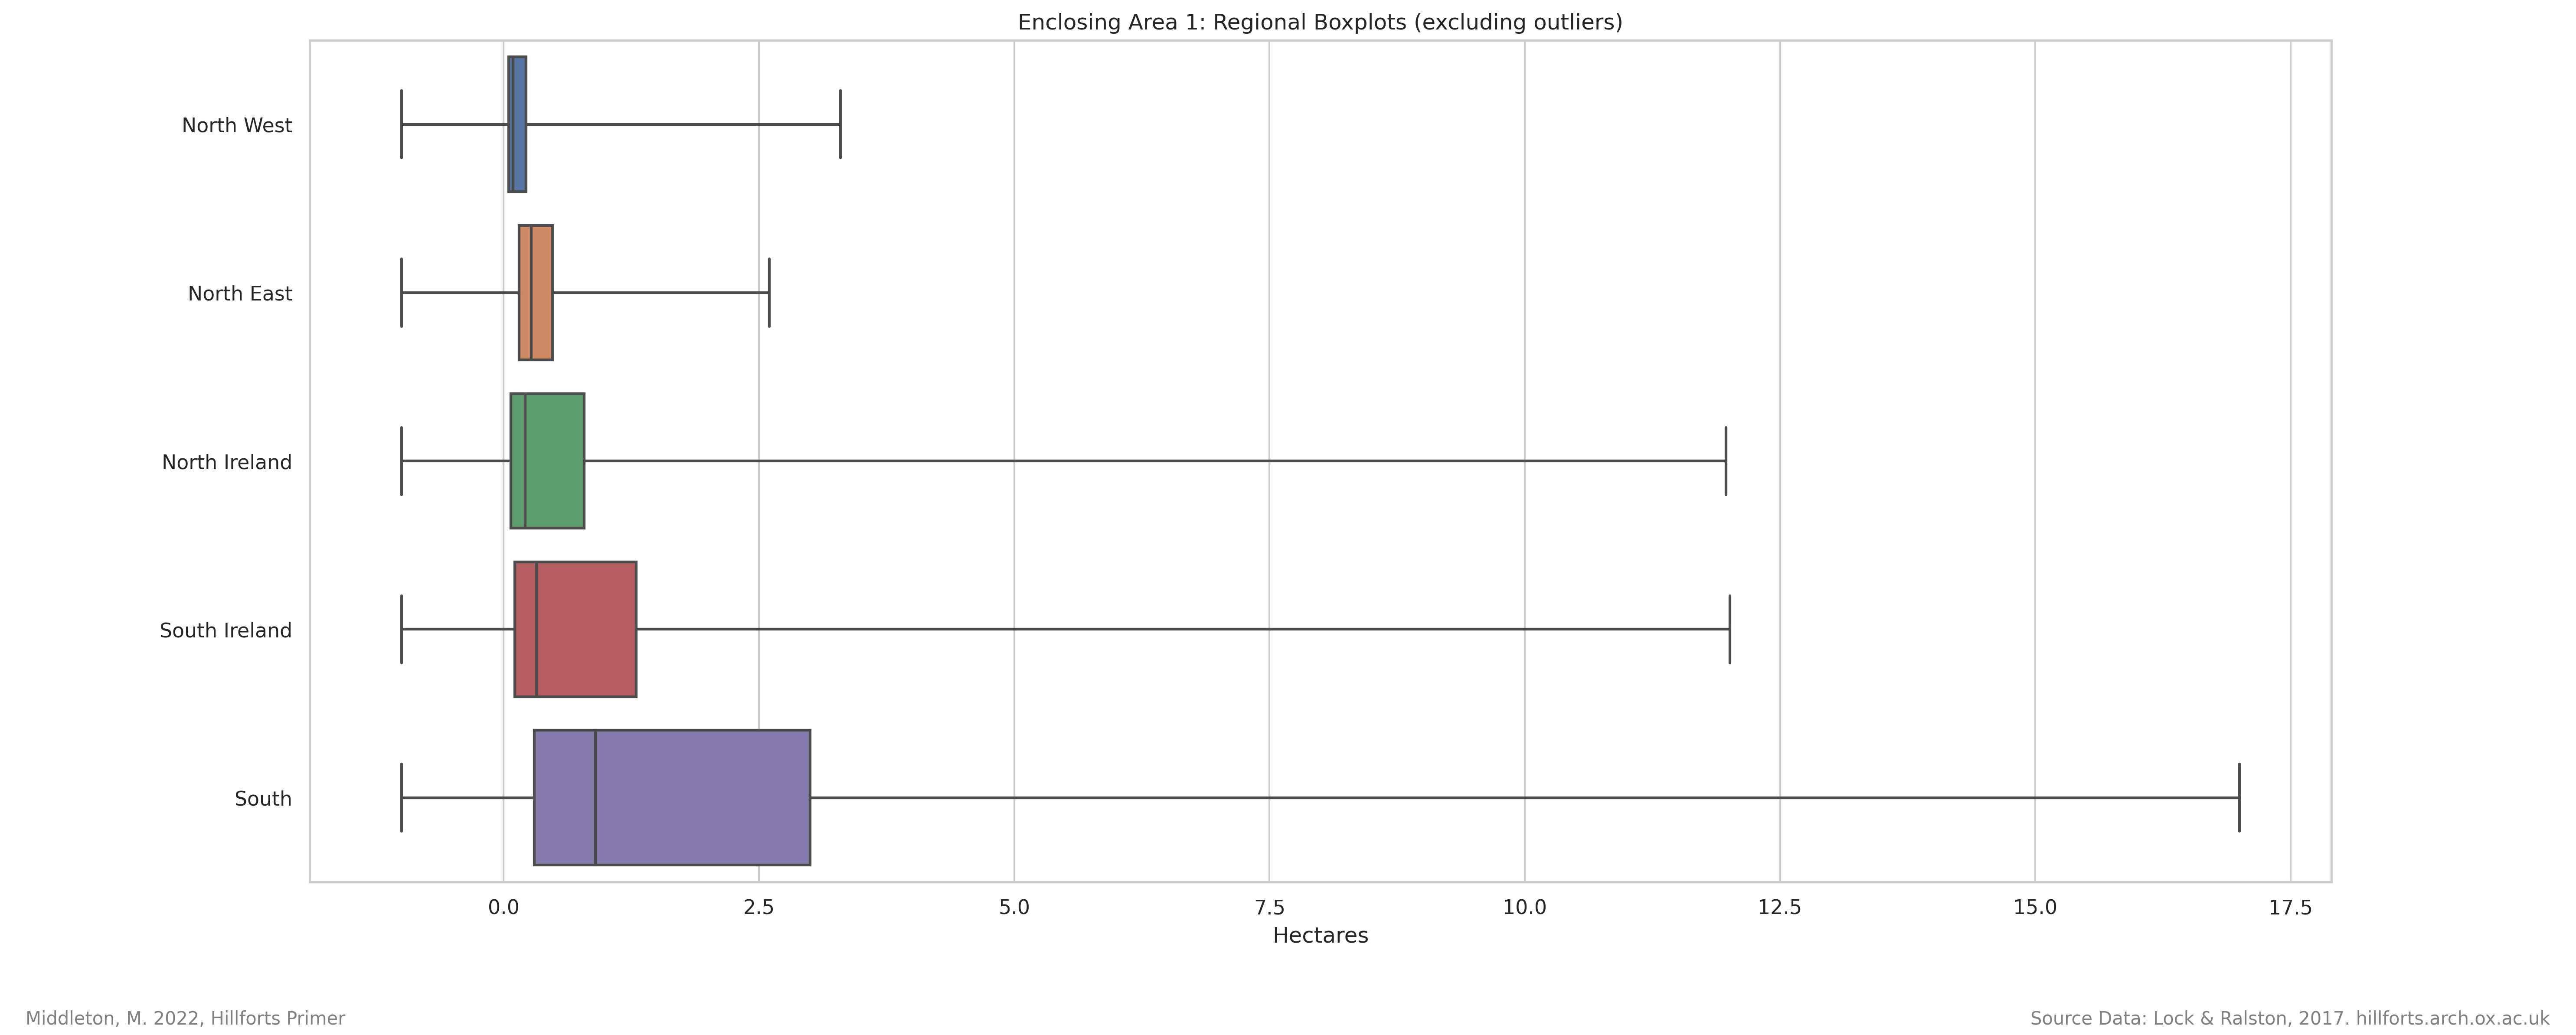 Enclosing Area 1: Regional Boxplots (excluding outliers)
North West
North East
North Ireland
South Ireland
South
0.0 2.5 5.0 7.5 10.0 12.5 15.0 17.5
Hectares
Middleton, M. 2022, Hillforts Primer
Source Data: Lock & Ralston, 2017. hillforts.arch.ox.ac.uk